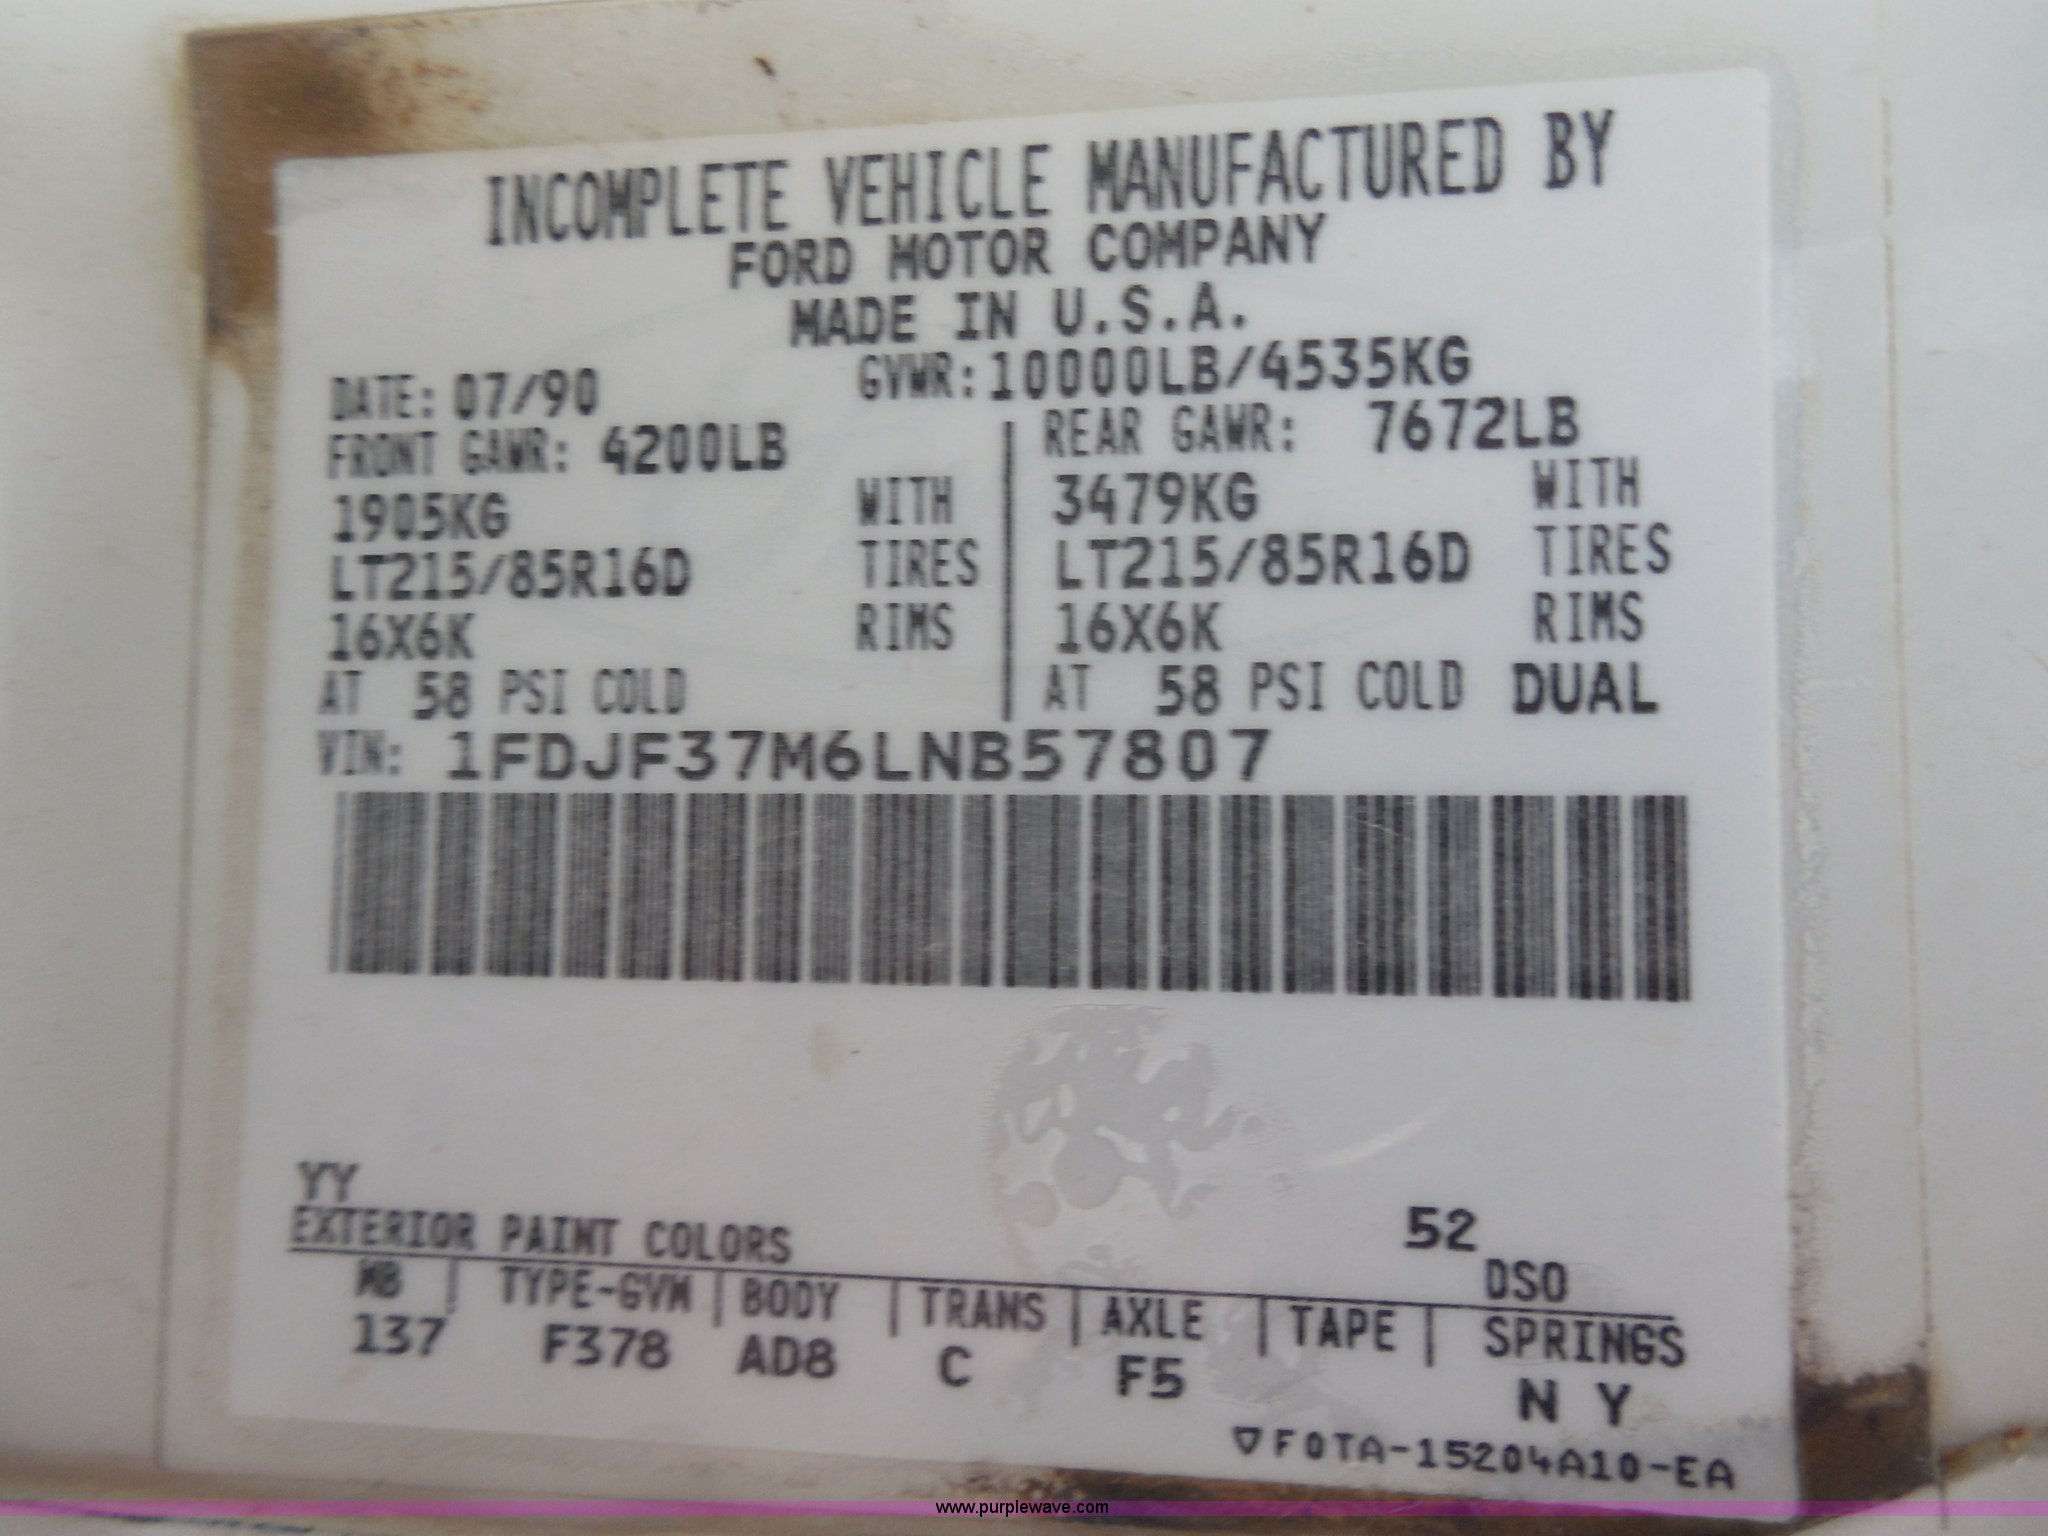 INCOMPLETE VEHICLE MANUFACTURED BY
FORD MOTOR COMPANY
MADE IN U.S.A.
DATE: 07/90 GVWR: 10000LB/4535KG
FRONT GAWR: 4200LB REAR GAWR: 7672LB
1905KG WITH 3479KG WITH
LT215/85R16D TIRES LT215/85R16D TIRES
16X6K RIMS 16X6K RIMS
AT 58 PSI COLD AT 58 PSI COLD DUAL
VIN: 1FDJF37M6LNB57807
YY
EXTERIOR PAINT COLORS 52 DSO
WB | TYPE-GVW | BODY | TRANS | AXLE | TAPE | SPRINGS
137 F378 AD8 C F5 N Y
F0TA-15204A10-EA
www.purplewave.com